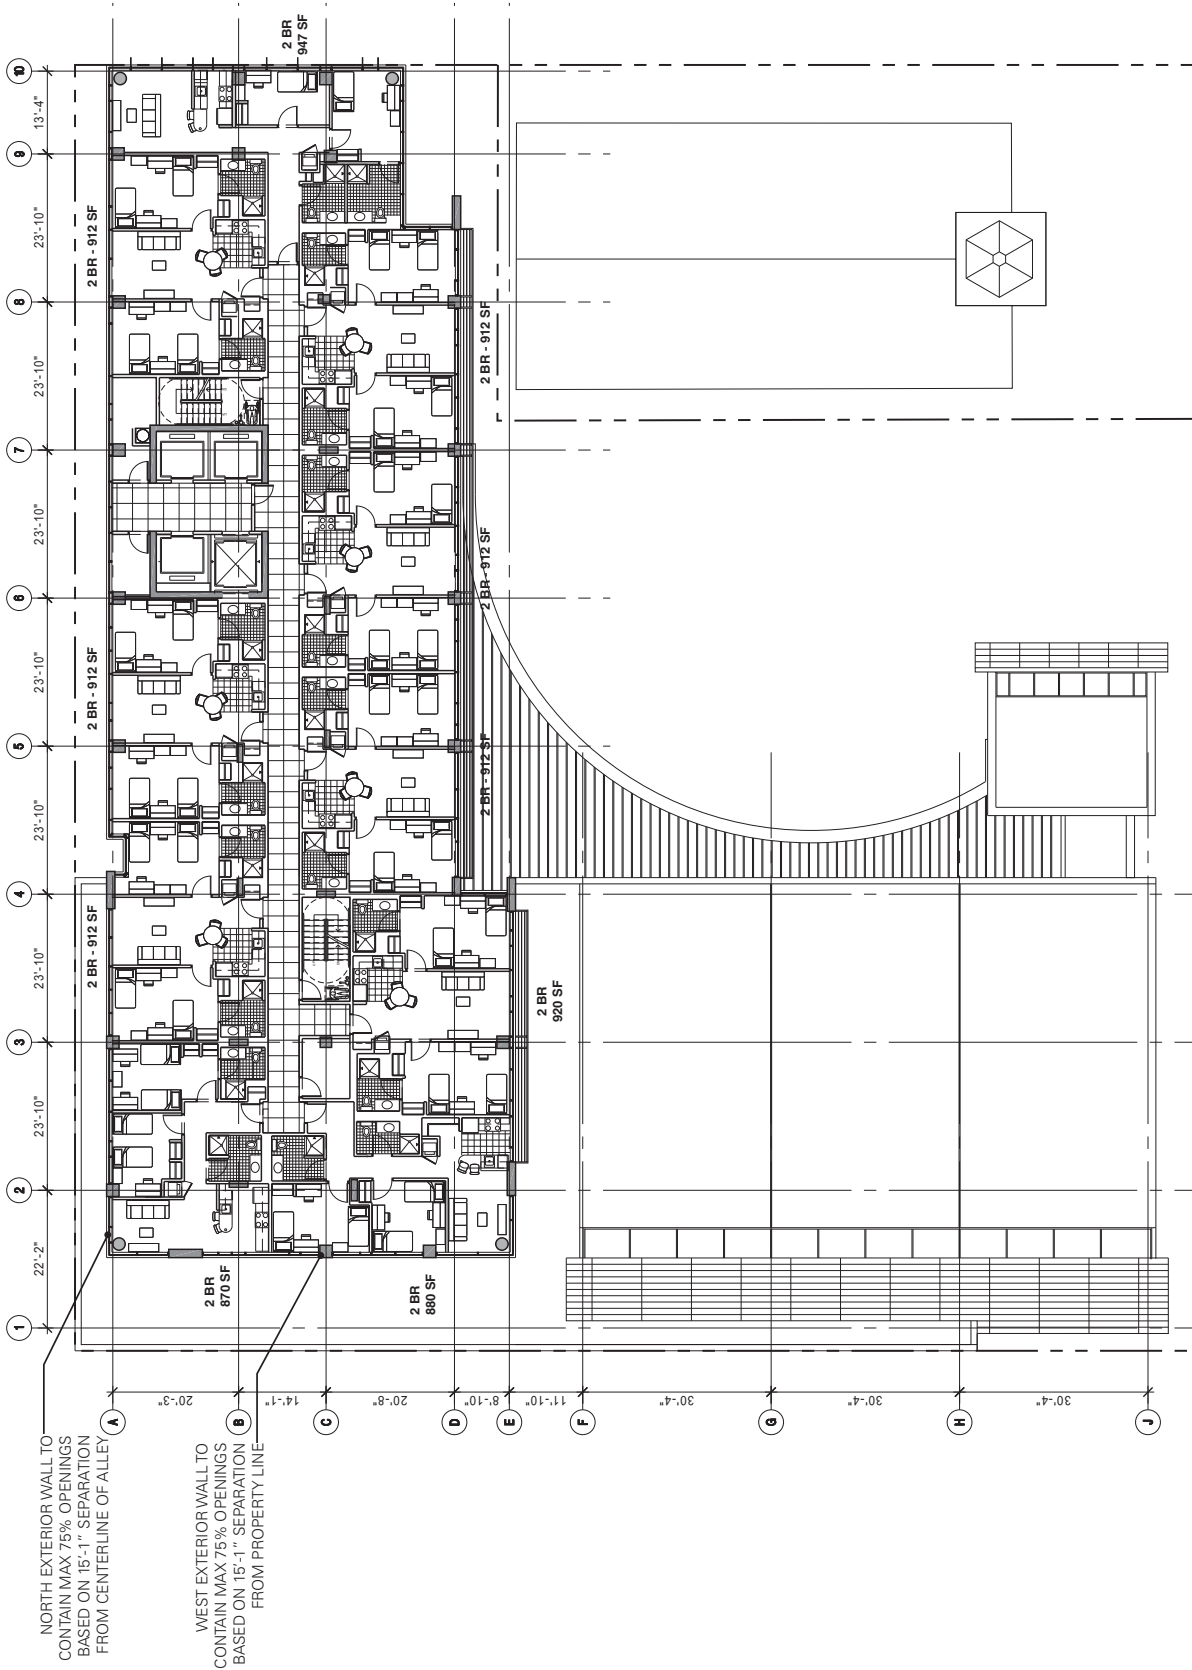 10
9
8
7
6
5
4
3
2
1
13'-4"
23'-10"
23'-10"
23'-10"
23'-10"
23'-10"
23'-10"
23'-10"
22'-2"
2 BR
947 SF
2 BR - 912 SF
2 BR - 912 SF
2 BR - 912 SF
2 BR - 912 SF
2 BR - 912 SF
2 BR - 912 SF
2 BR
920 SF
2 BR
870 SF
2 BR
880 SF
A
B
C
D
E
F
G
H
J
20'-3"
14'-1"
20'-8"
8'-10"
11'-10"
30'-4"
30'-4"
30'-4"
NORTH EXTERIOR WALL TO
CONTAIN MAX 75% OPENINGS
BASED ON 15'-1" SEPARATION
FROM CENTERLINE OF ALLEY
WEST EXTERIOR WALL TO
CONTAIN MAX 75% OPENINGS
BASED ON 15'-1" SEPARATION
FROM PROPERTY LINE